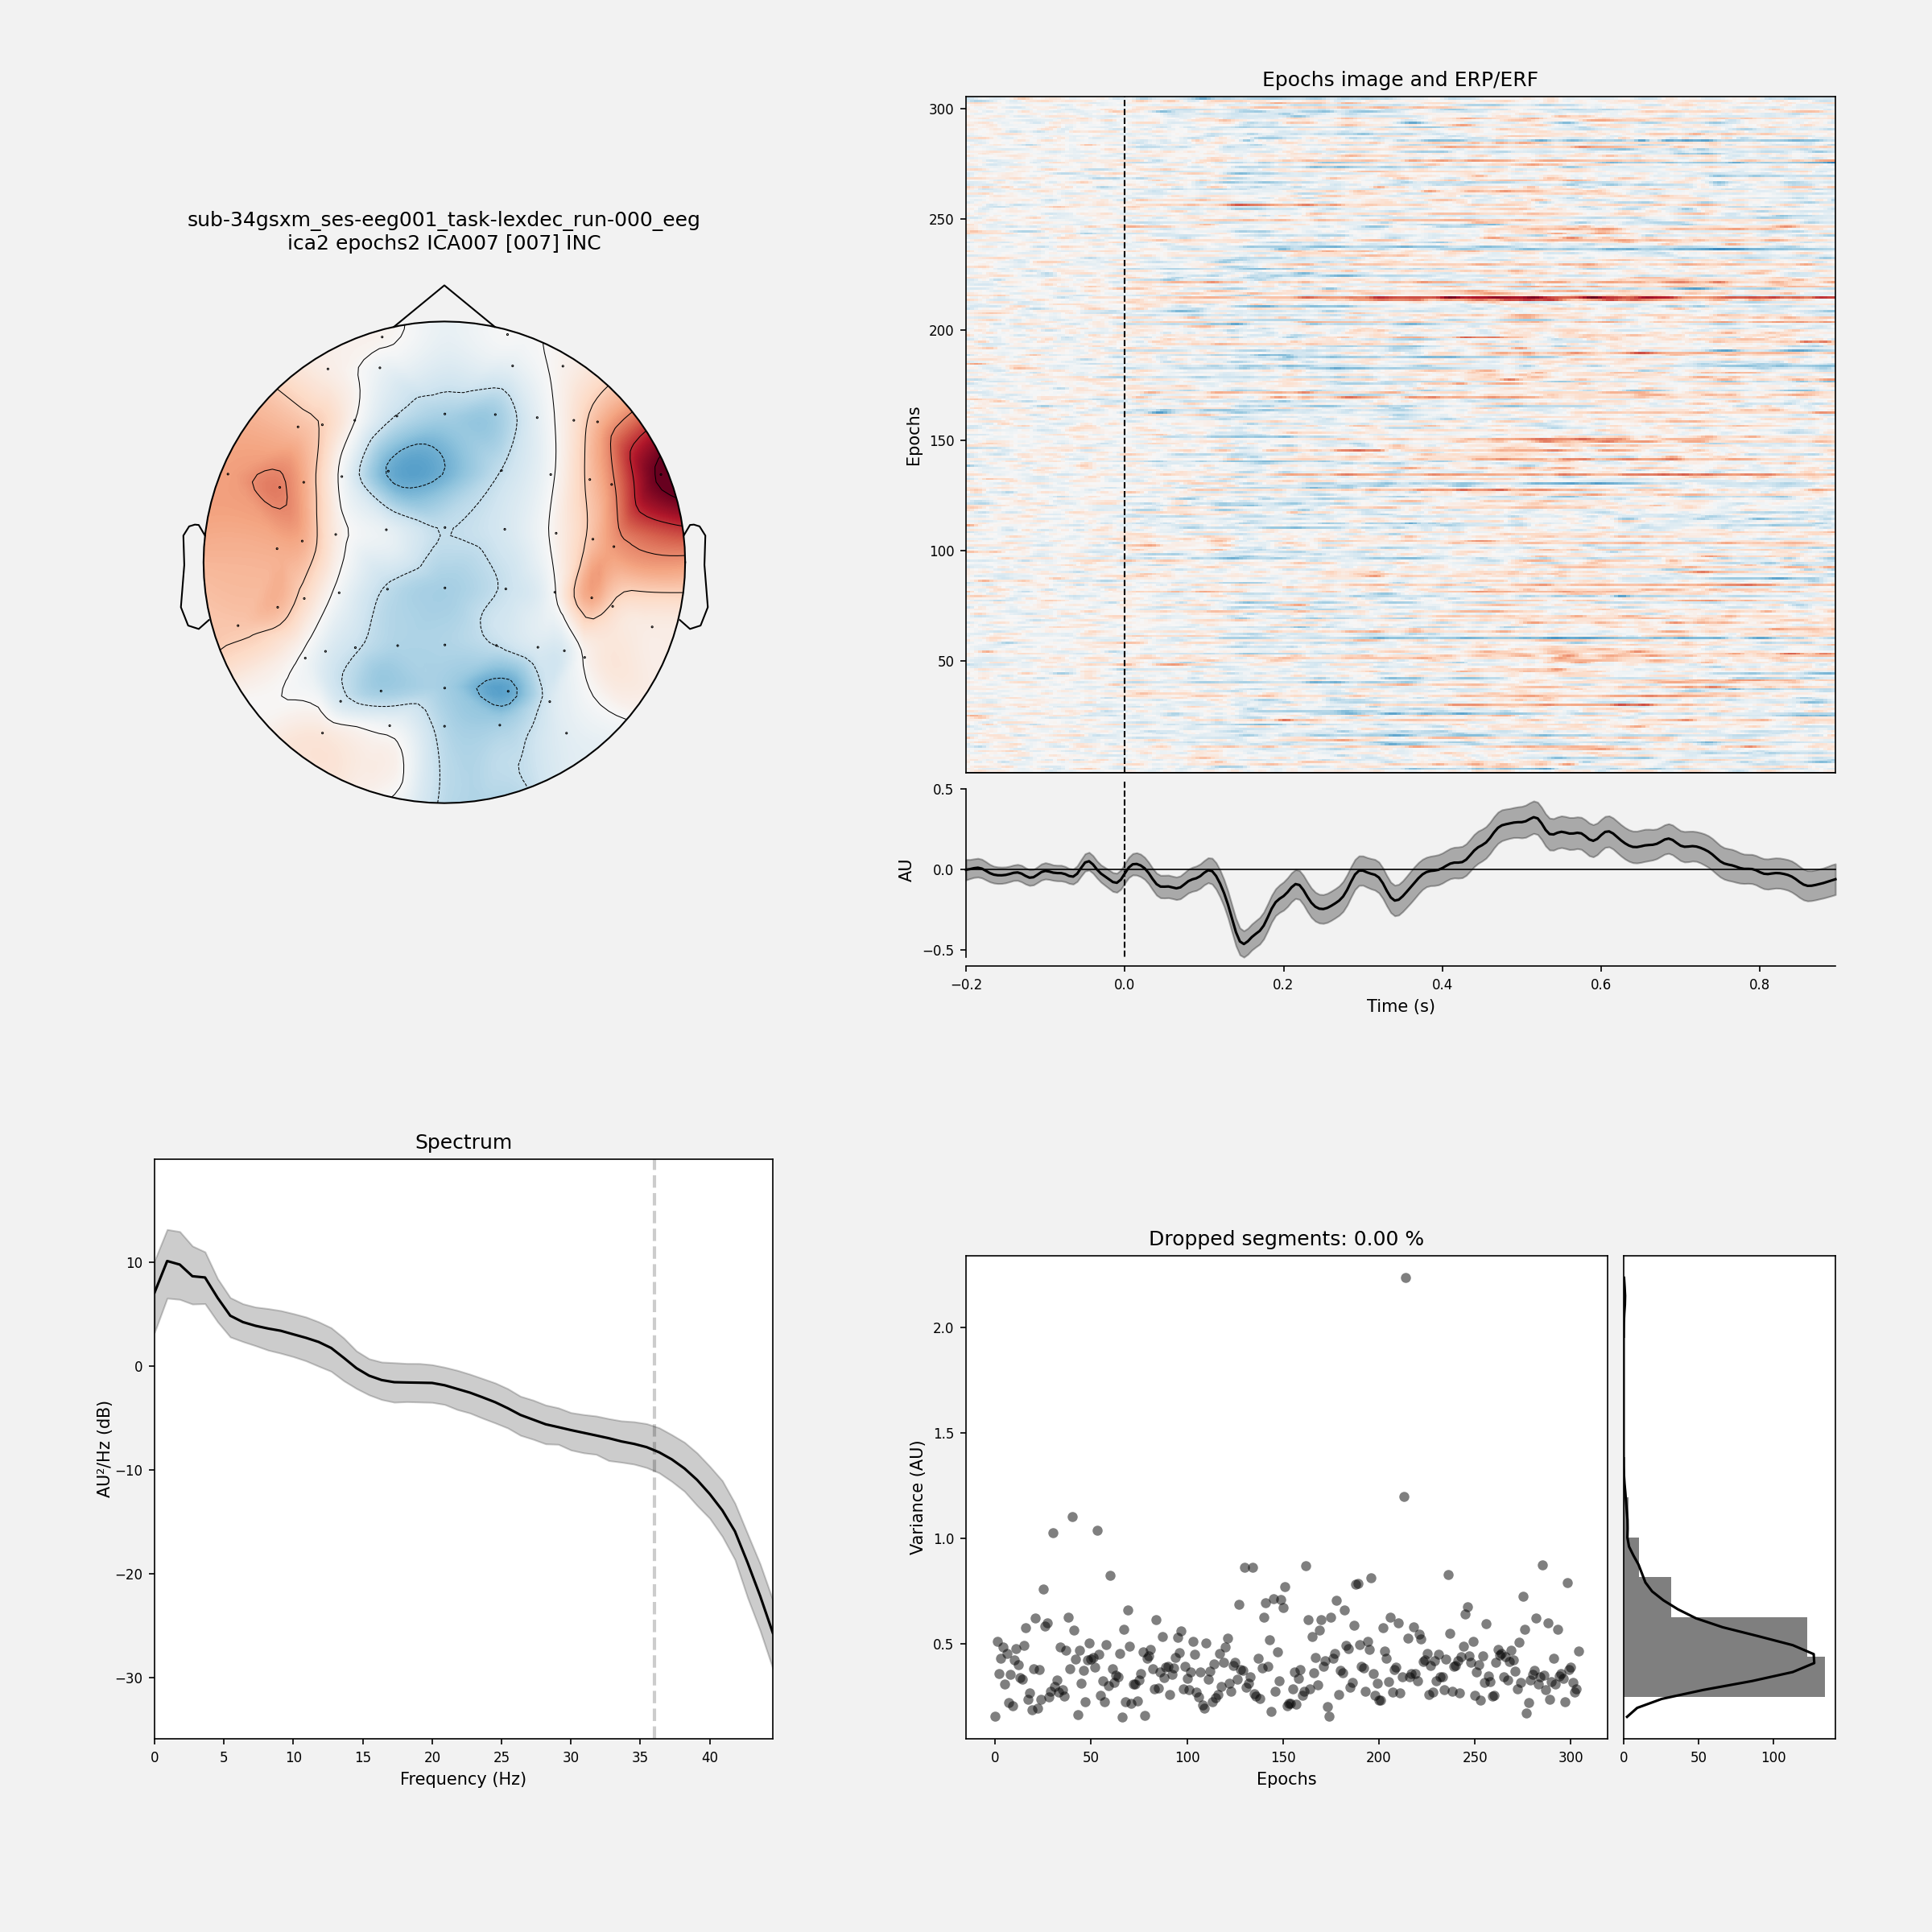 sub-34gsxm_ses-eeg001_task-lexdec_run-000_eeg
ica2 epochs2 ICA007 [007] INC
Epochs image and ERP/ERF
300
250
200
150
100
50
Epochs
0.5
0.0
−0.5
AU
−0.2 0.0 0.2 0.4 0.6 0.8
Time (s)
Spectrum
10
0
−10
−20
−30
AU²/Hz (dB)
0 5 10 15 20 25 30 35 40
Frequency (Hz)
Dropped segments: 0.00 %
2.0
1.5
1.0
0.5
Variance (AU)
0 50 100 150 200 250 300
Epochs
0 50 100